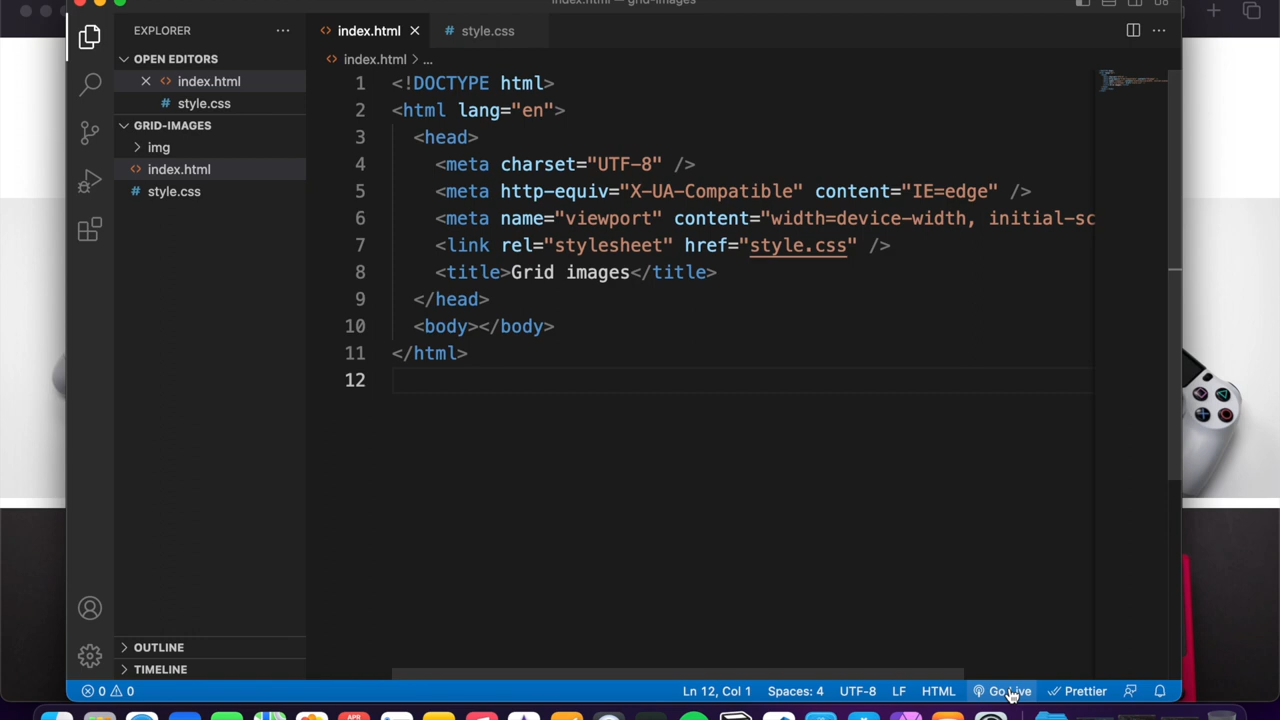 index.html — grid-images
EXPLORER
index.html
style.css
OPEN EDITORS
index.html
style.css
GRID-IMAGES
img
index.html
style.css
index.html > ...
1 <!DOCTYPE html>
2 <html lang="en">
3 <head>
4 <meta charset="UTF-8" />
5 <meta http-equiv="X-UA-Compatible" content="IE=edge" />
6 <meta name="viewport" content="width=device-width, initial-sc
7 <link rel="stylesheet" href="style.css" />
8 <title>Grid images</title>
9 </head>
10 <body></body>
11 </html>
12
OUTLINE
TIMELINE
0 0
Ln 12, Col 1
Spaces: 4
UTF-8
LF
HTML
Go Live
Prettier
APR